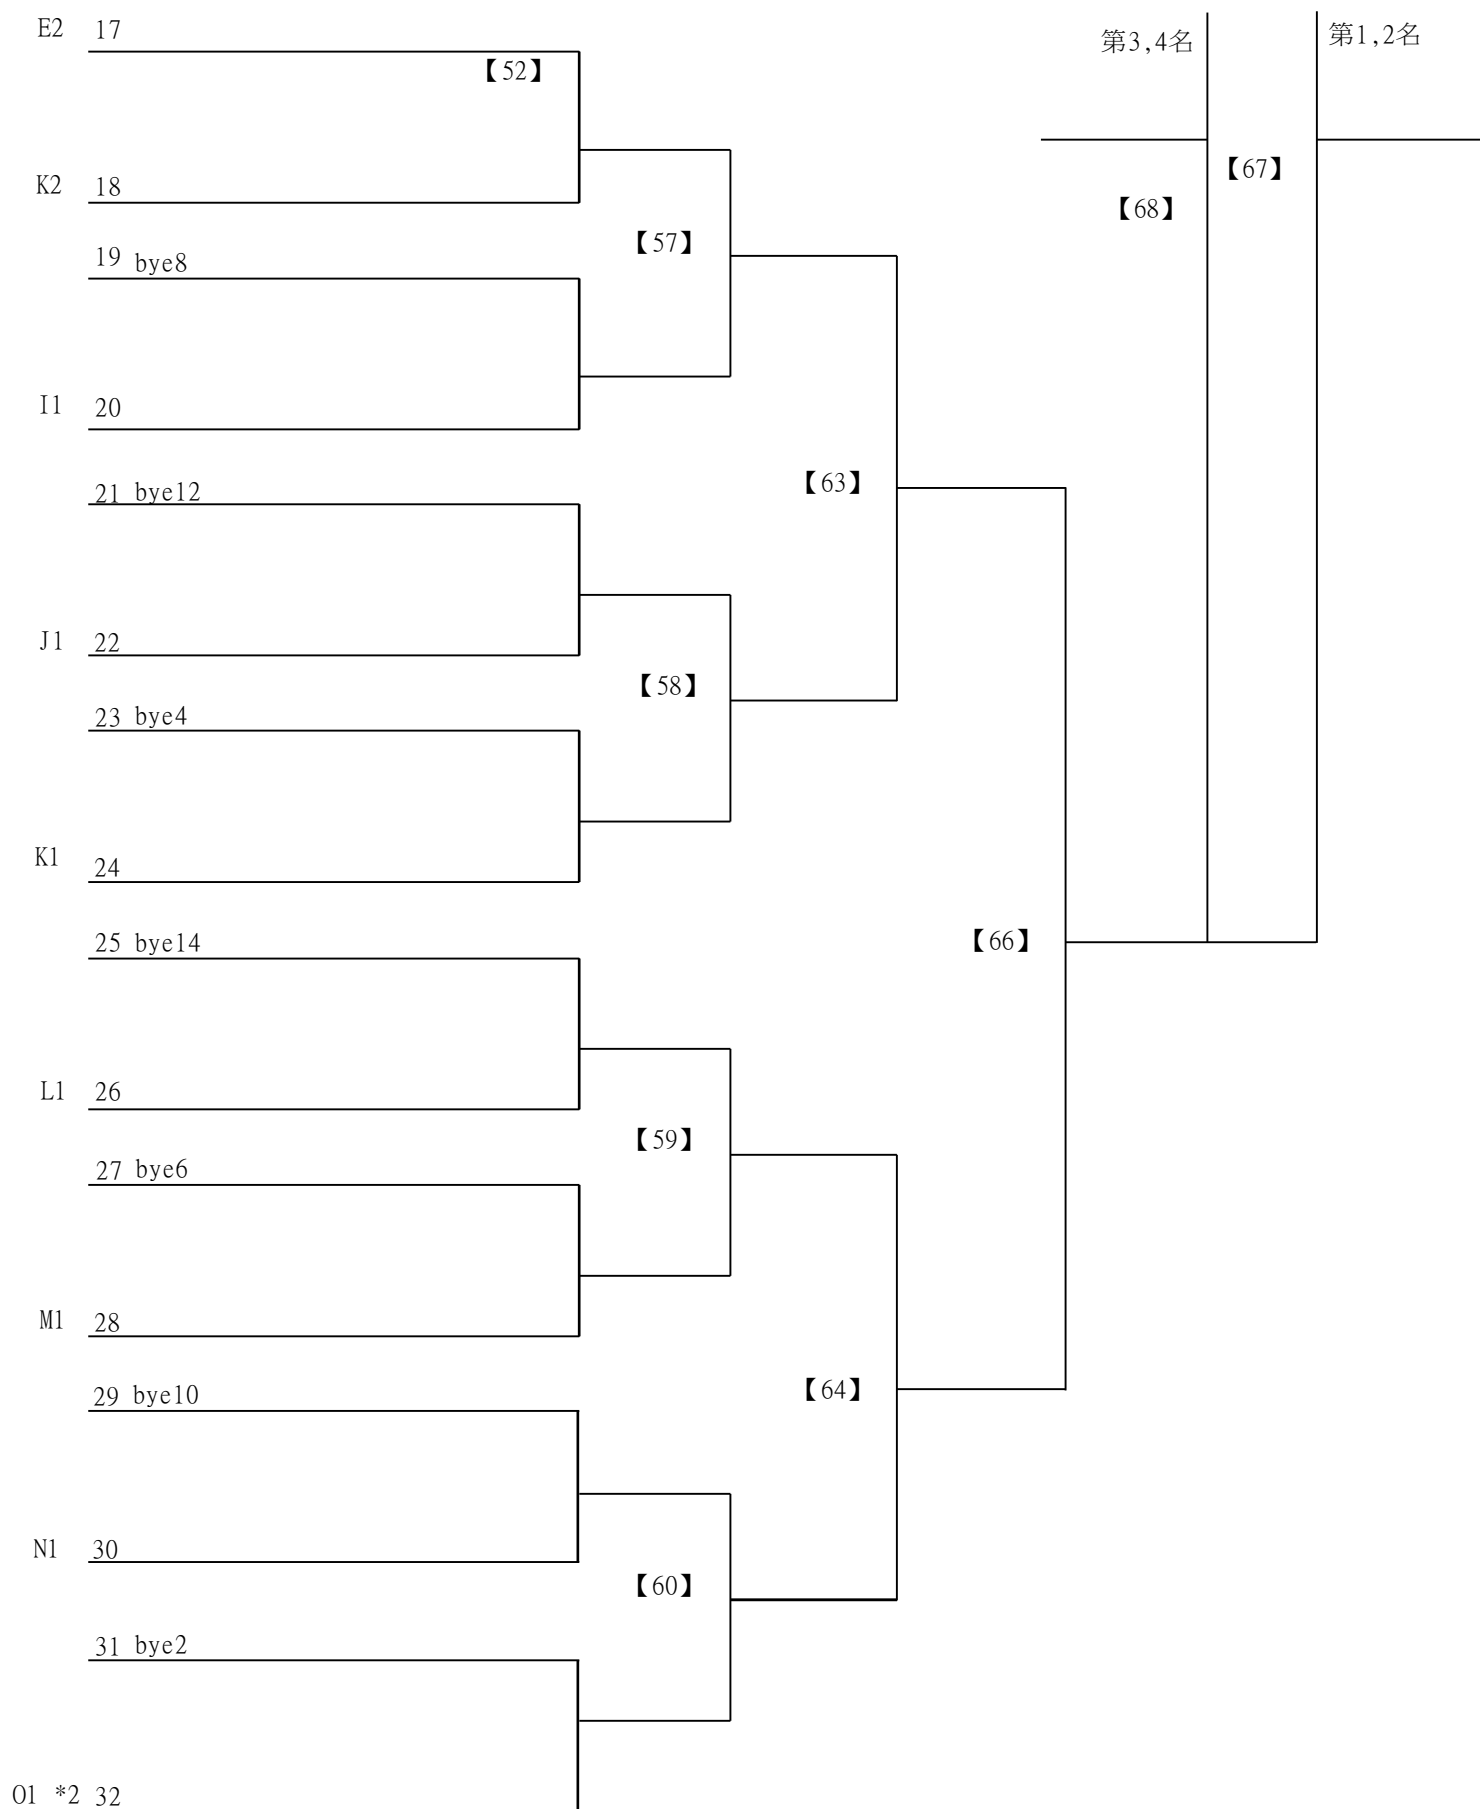 E2 17
第3,4名
第1,2名
【52】
【67】
K2 18
【68】
【57】
19 bye8
I1 20
【63】
21 bye12
J1 22
【58】
23 bye4
K1 24
25 bye14
【66】
L1 26
【59】
27 bye6
M1 28
29 bye10
【64】
N1 30
【60】
31 bye2
O1 *2 32